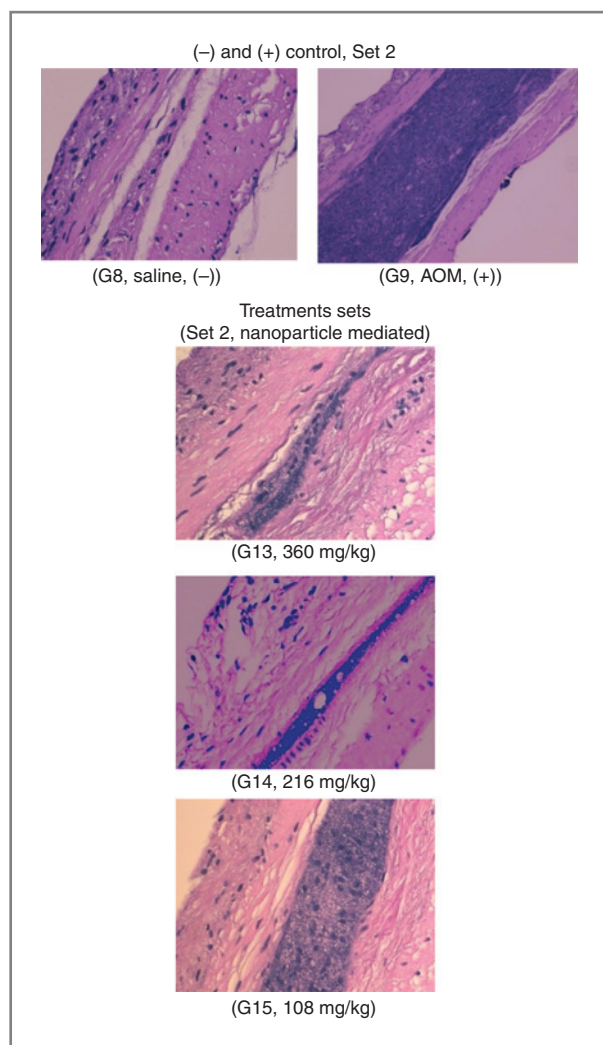 (–) and (+) control, Set 2
(G8, saline, (–))
(G9, AOM, (+))
Treatments sets
(Set 2, nanoparticle mediated)
(G13, 360 mg/kg)
(G14, 216 mg/kg)
(G15, 108 mg/kg)